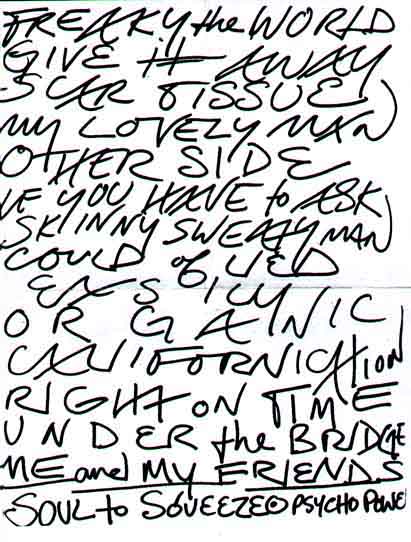 FREAKY the WORLD
GIVE IT AWAY
SCAR TISSUE
MY LOVELY MAN
OTHER SIDE
IF YOU HAVE to ASK
SKINNY SWEATY MAN
COULD of LIED
EASILY
ORGANIC
CALIFORNICATION
RIGHT ON TIME
UNDER the BRIDGE
ME and MY FRIENDS
SOUL to SQUEEZE PSYCHO POWE